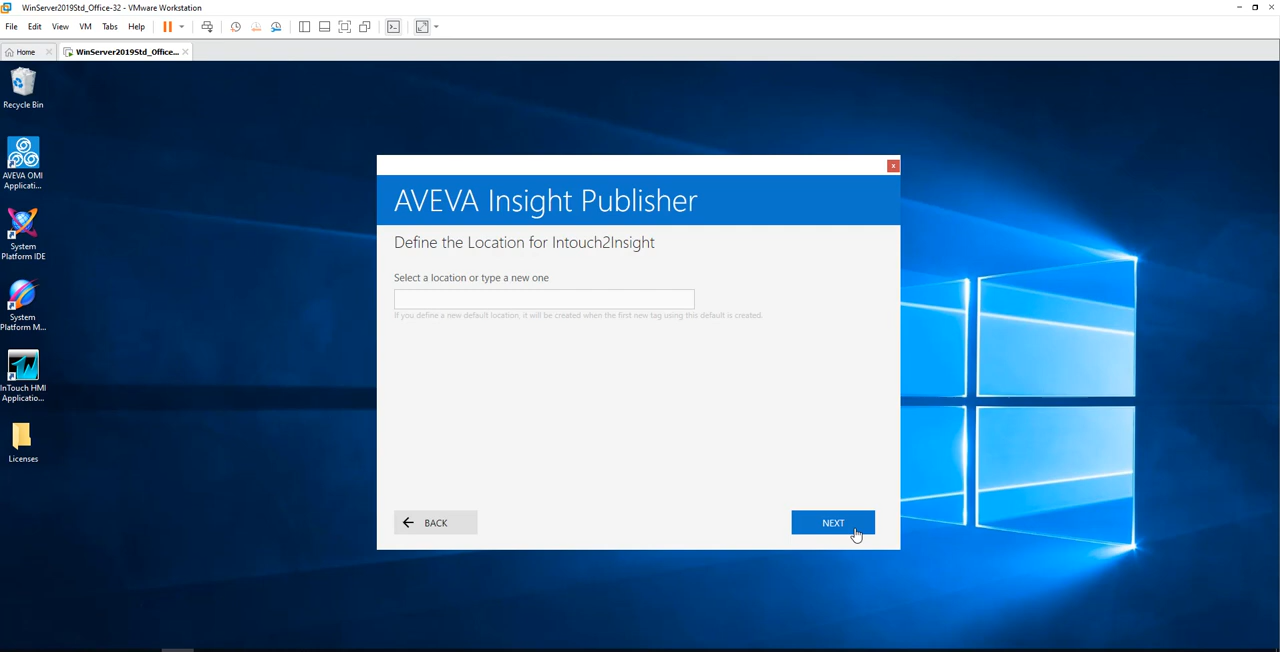 WinServer2019Std_Office-32 - VMware Workstation
File Edit View VM Tabs Help
Home
WinServer2019Std_Office...
Recycle Bin
AVEVA OMI
Applicati...
System
Platform IDE
System
Platform M...
InTouch HMI
Applicatio...
Licenses
x
AVEVA Insight Publisher
Define the Location for Intouch2Insight
Select a location or type a new one
If you define a new default location, it will be created when the first new tag using this default is created.
BACK
NEXT